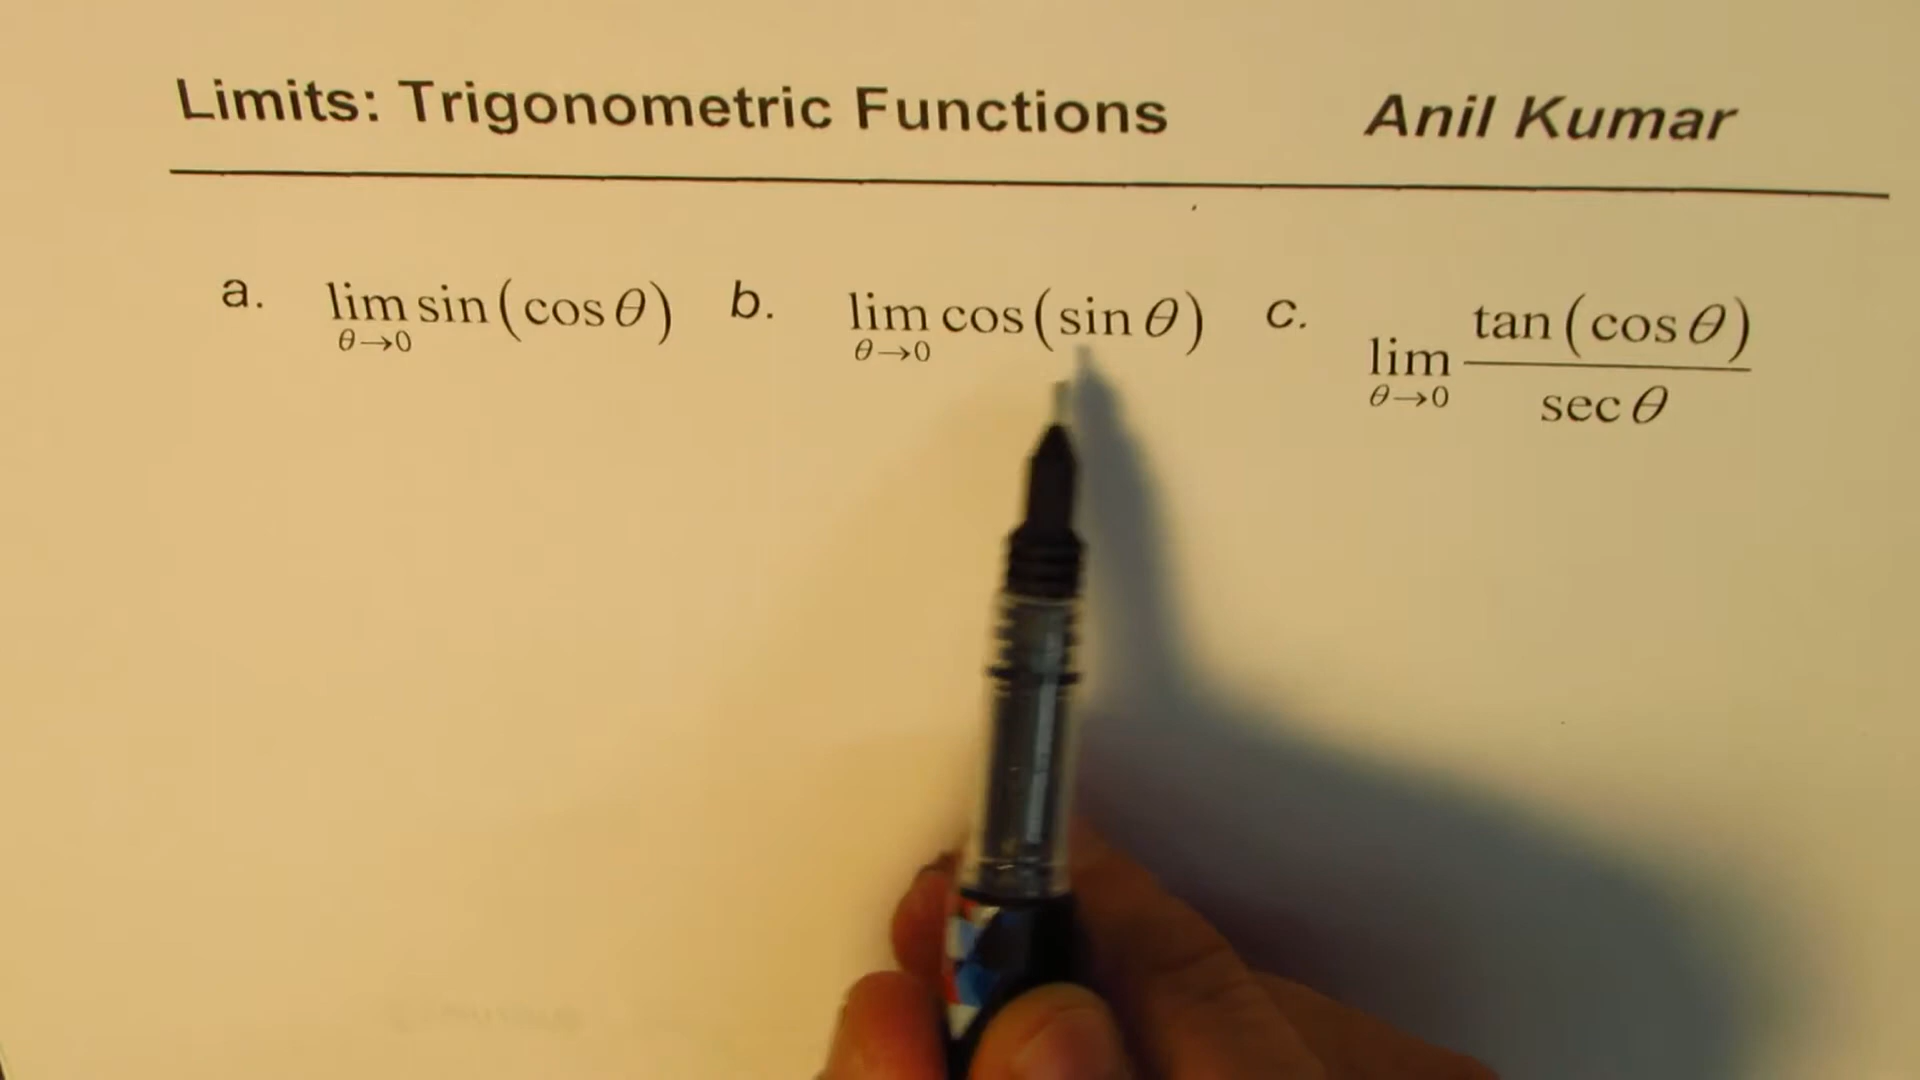 Limits: Trigonometric Functions Anil Kumar
a. lim θ→0 sin(cos θ) b. lim θ→0 cos(sin θ) c. lim θ→0 tan(cos θ) / sec θ